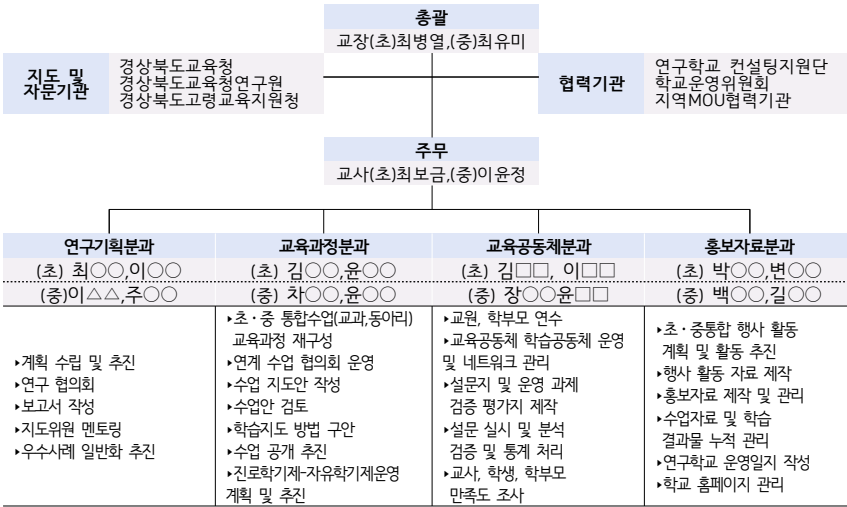 총괄
교장(초)최병열,(중)최유미
지도 및
자문기관
경상북도교육청
경상북도교육청연구원
경상북도고령교육지원청
협력기관
연구학교 컨설팅지원단
학교운영위원회
지역MOU협력기관
주무
교사(초)최보금,(중)이윤정
연구기획분과
(초) 최○○,이○○
(중)이△△,주○○
▸계획 수립 및 추진
▸연구 협의회
▸보고서 작성
▸지도위원 멘토링
▸우수사례 일반화 추진
교육과정분과
(초) 김○○,윤○○
(중) 차○○,윤○○
▸초·중 통합수업(교과,동아리)
교육과정 재구성
▸연계 수업 협의회 운영
▸수업 지도안 작성
▸수업안 검토
▸학습지도 방법 구안
▸수업 공개 추진
▸진로학기제-자유학기제운영
계획 및 추진
교육공동체분과
(초) 김□□, 이□□
(중) 장○○윤□□
▸교원, 학부모 연수
▸교육공동체 학습공동체 운영
및 네트워크 관리
▸설문지 및 운영 과제
검증 평가지 제작
▸설문 실시 및 분석
검증 및 통계 처리
▸교사, 학생, 학부모
만족도 조사
홍보자료분과
(초) 박○○,변○○
(중) 백○○,길○○
▸초·중통합 행사 활동
계획 및 활동 추진
▸행사 활동 자료 제작
▸홍보자료 제작 및 관리
▸수업자료 및 학습
결과물 누적 관리
▸연구학교 운영일지 작성
▸학교 홈페이지 관리